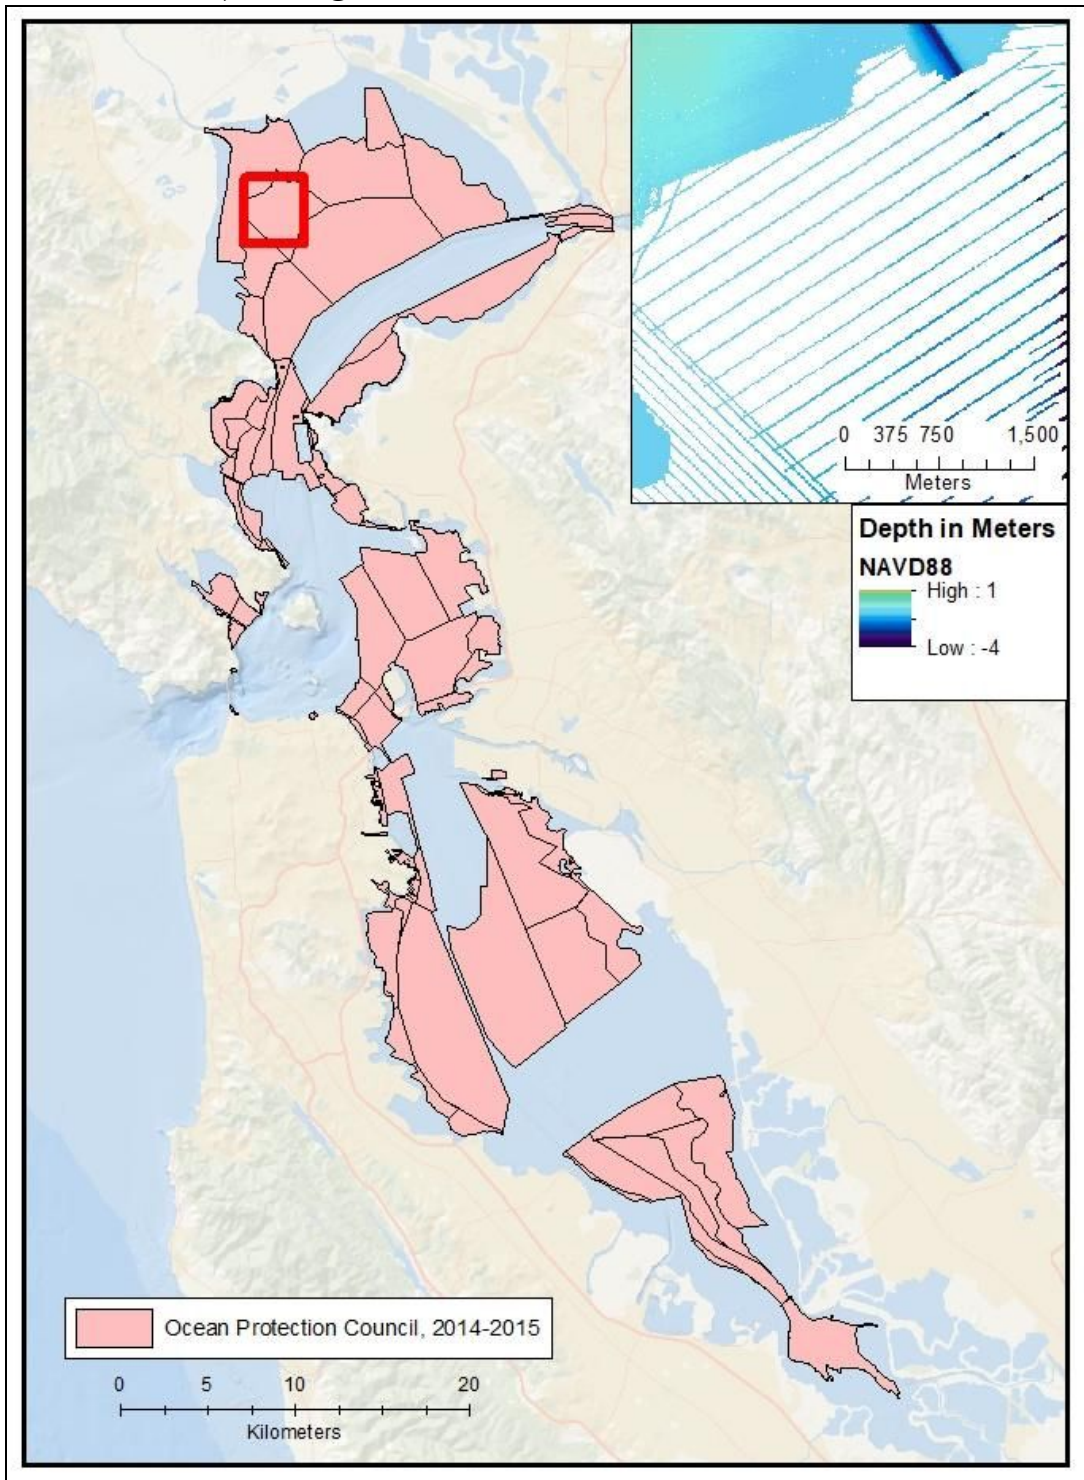 0 375 750 1,500
Meters
Depth in Meters
NAVD88
High : 1
Low : -4
Ocean Protection Council, 2014-2015
0 5 10 20
Kilometers